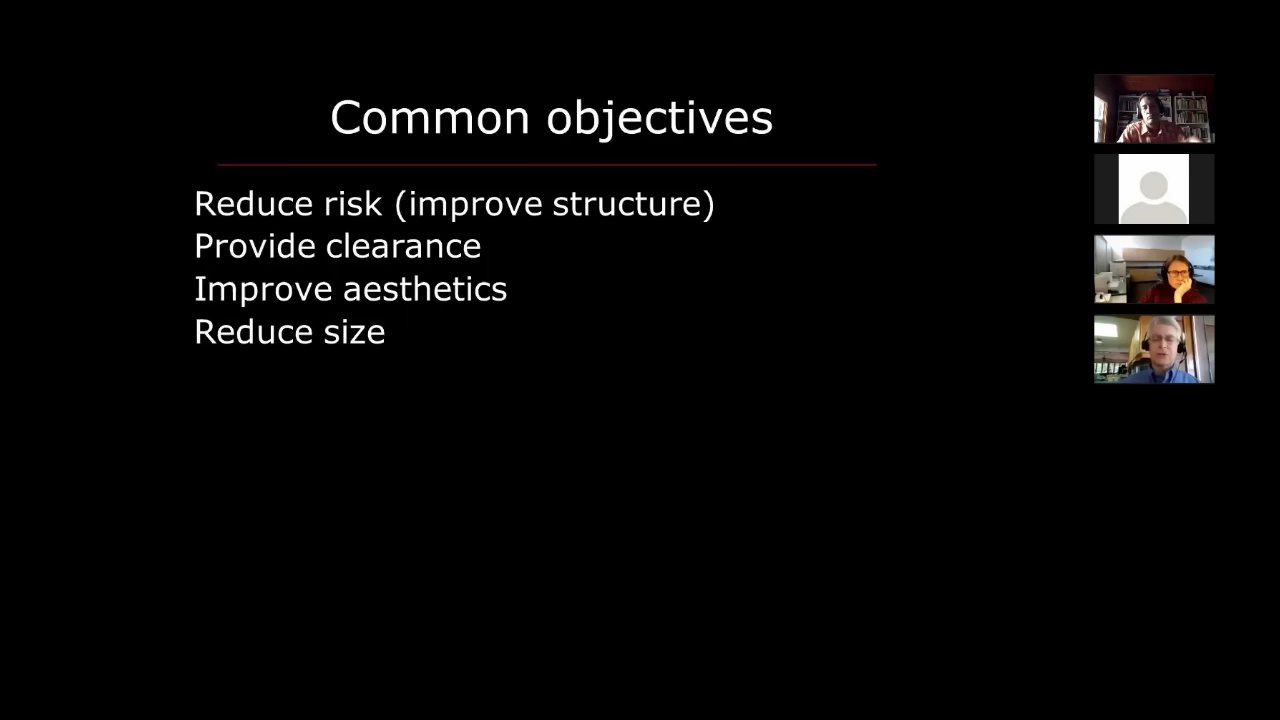 Common objectives
Reduce risk (improve structure)
Provide clearance
Improve aesthetics
Reduce size